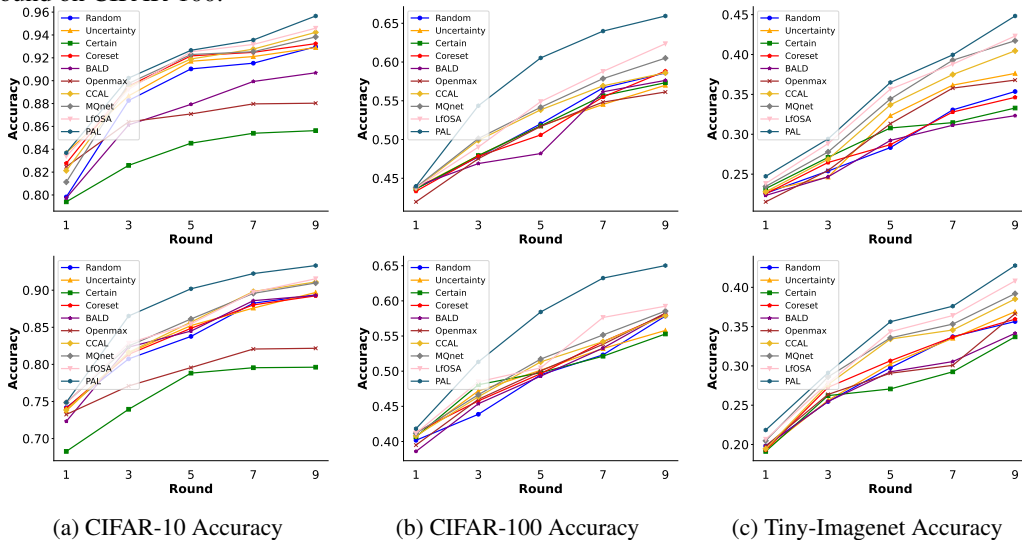 ound on CIFAR-100.
0.96
0.94
0.92
0.90
0.88
0.86
0.84
0.82
0.80
Accuracy
Random
Uncertainty
Certain
Coreset
BALD
Openmax
CCAL
MQnet
LfOSA
PAL
1 3 5 7 9
Round
0.65
0.60
0.55
0.50
0.45
Accuracy
Random
Uncertainty
Certain
Coreset
BALD
Openmax
CCAL
MQnet
LfOSA
PAL
1 3 5 7 9
Round
0.45
0.40
0.35
0.30
0.25
Accuracy
Random
Uncertainty
Certain
Coreset
BALD
Openmax
CCAL
MQnet
LfOSA
PAL
1 3 5 7 9
Round
0.90
0.85
0.80
0.75
0.70
Accuracy
Random
Uncertainty
Certain
Coreset
BALD
Openmax
CCAL
MQnet
LfOSA
PAL
1 3 5 7 9
Round
0.65
0.60
0.55
0.50
0.45
0.40
Accuracy
Random
Uncertainty
Certain
Coreset
BALD
Openmax
CCAL
MQnet
LfOSA
PAL
1 3 5 7 9
Round
0.40
0.35
0.30
0.25
0.20
Accuracy
Random
Uncertainty
Certain
Coreset
BALD
Openmax
CCAL
MQnet
LfOSA
PAL
1 3 5 7 9
Round
(a) CIFAR-10 Accuracy
(b) CIFAR-100 Accuracy
(c) Tiny-Imagenet Accuracy